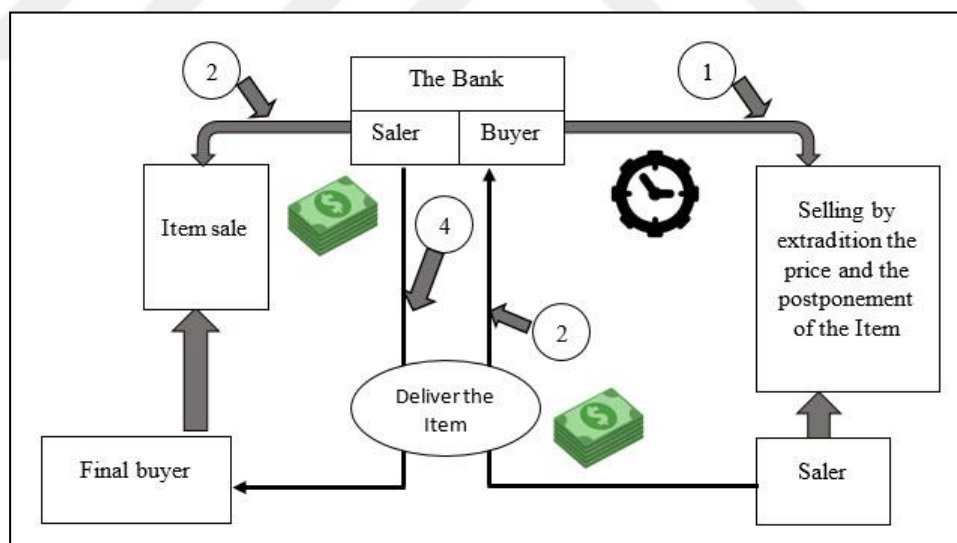 2
The Bank
1
Saler
Buyer
Item sale
4
Selling by
extradition the
price and the
postponement
of the Item
2
Deliver the
Item
Final buyer
Saler